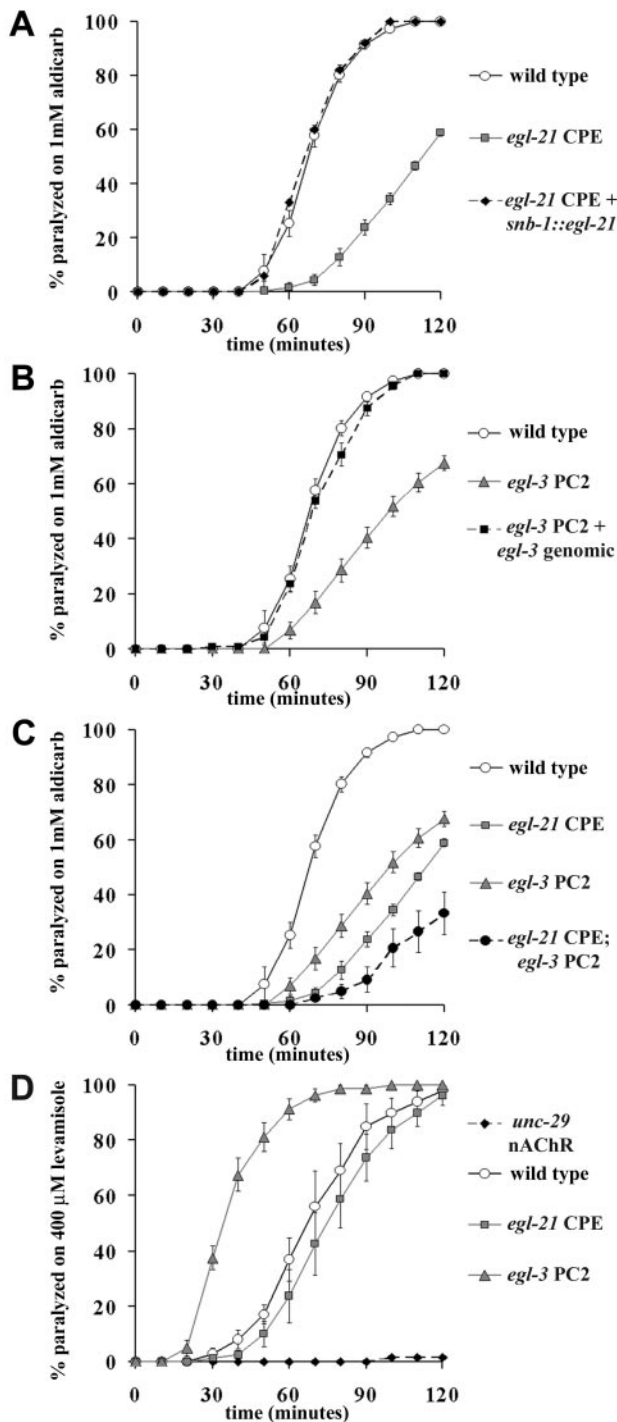 A
% paralyzed on 1mM aldicarb
100
80
60
40
20
0
0 30 60 90 120
time (minutes)
wild type
egl-21 CPE
egl-21 CPE +
snb-1::egl-21
B
% paralyzed on 1mM aldicarb
100
80
60
40
20
0
0 30 60 90 120
time (minutes)
wild type
egl-3 PC2
egl-3 PC2 +
egl-3 genomic
C
% paralyzed on 1mM aldicarb
100
80
60
40
20
0
0 30 60 90 120
time (minutes)
wild type
egl-21 CPE
egl-3 PC2
egl-21 CPE;
egl-3 PC2
D
% paralyzed on 400 µM levamisole
100
80
60
40
20
0
0 30 60 90 120
time (minutes)
unc-29
nAChR
wild type
egl-21 CPE
egl-3 PC2